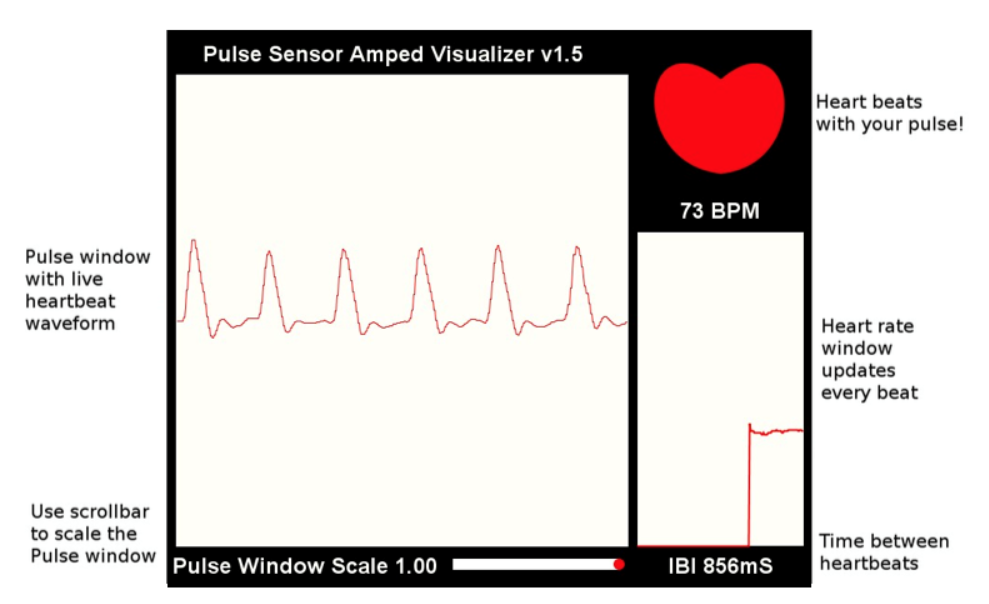 Pulse Sensor Amped Visualizer v1.5
Heart beats
with your pulse!
73 BPM
Pulse window
with live
heartbeat
waveform
Heart rate
window
updates
every beat
Use scrollbar
to scale the
Pulse window
Time between
heartbeats
Pulse Window Scale 1.00
IBI 856mS